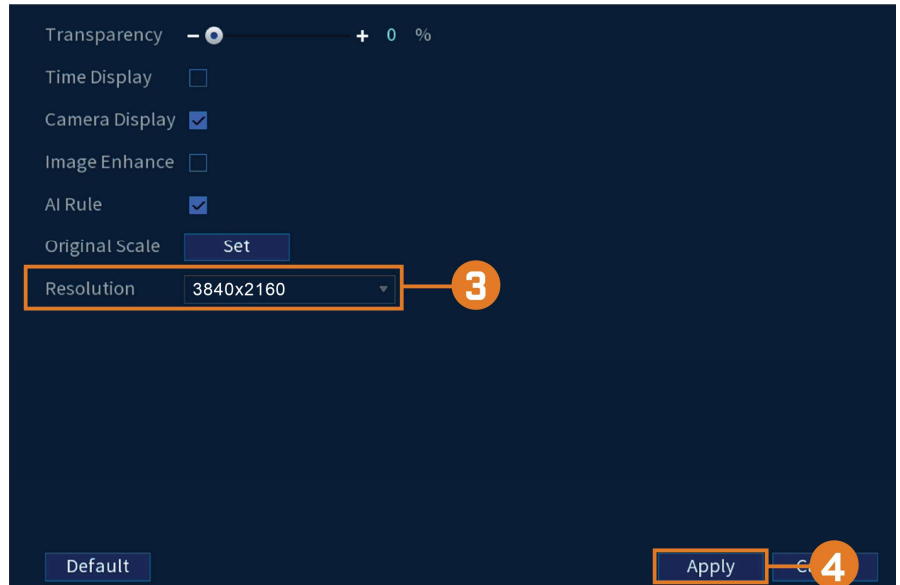 Transparency - + 0 %
Time Display
Camera Display
Image Enhance
AI Rule
Original Scale Set
Resolution 3840x2160 3
Default Apply 4